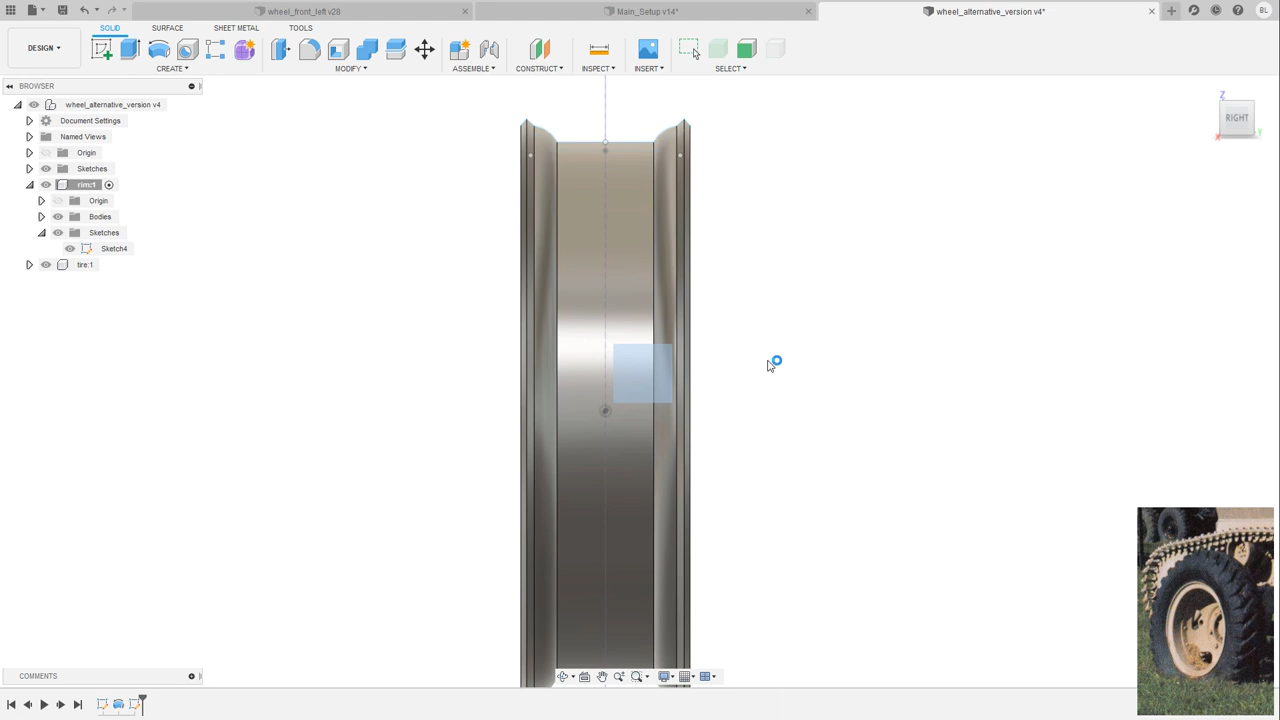 wheel_front_left v28
Main_Setup v14*
wheel_alternative_version v4*
BL
SOLID
SURFACE
SHEET METAL
TOOLS
DESIGN
CREATE
MODIFY
ASSEMBLE
CONSTRUCT
INSPECT
INSERT
SELECT
BROWSER
wheel_alternative_version v4
Document Settings
Named Views
Origin
Sketches
rim:1
Origin
Bodies
Sketches
Sketch4
tire:1
Z
RIGHT
X
Y
COMMENTS